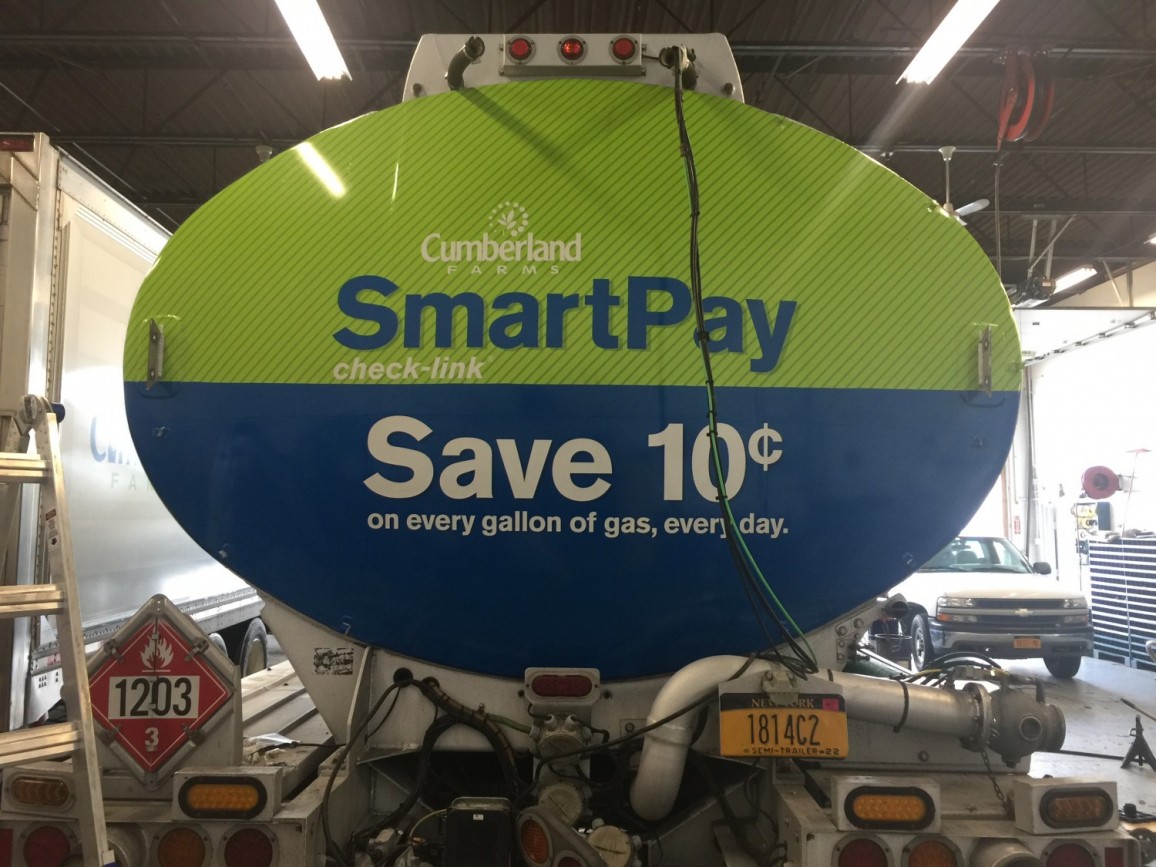 Cumberland
FARMS
SmartPay
check-link
Save 10¢
on every gallon of gas, every day.
1203
3
NEW YORK
1814C2
SEMI-TRAILER 22